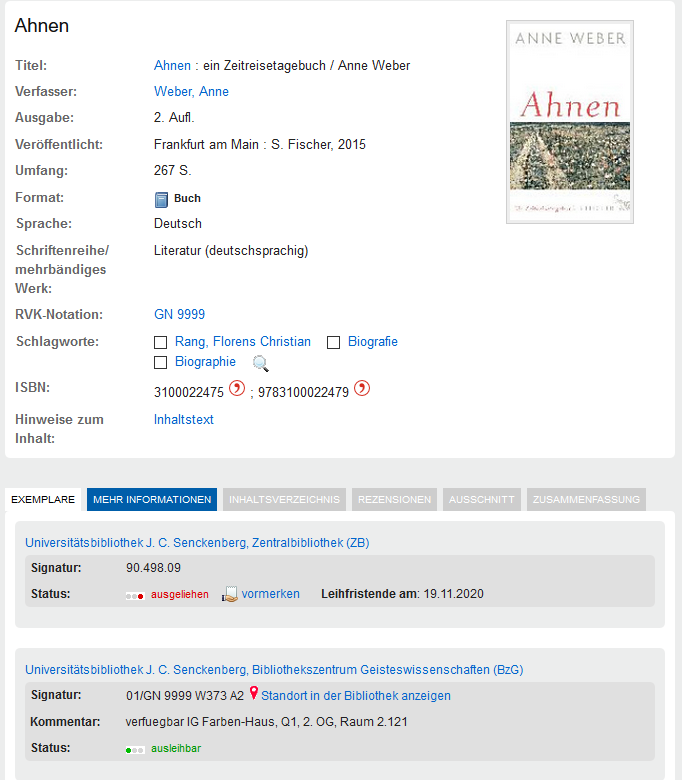 Ahnen
Titel: Ahnen : ein Zeitreisetagebuch / Anne Weber
Verfasser: Weber, Anne
Ausgabe: 2. Aufl.
Veröffentlicht: Frankfurt am Main : S. Fischer, 2015
Umfang: 267 S.
Format: Buch
Sprache: Deutsch
Schriftenreihe/ Literatur (deutschsprachig)
mehrbändiges
Werk:
RVK-Notation: GN 9999
Schlagworte: Rang, Florens Christian Biografie
Biographie
ISBN: 3100022475 ; 9783100022479
Hinweise zum Inhaltstext
Inhalt:
ANNE WEBER
Ahnen
EXEMPLARE MEHR INFORMATIONEN INHALTSVERZEICHNIS REZENSIONEN AUSSCHNITT ZUSAMMENFASSUNG
Universitätsbibliothek J. C. Senckenberg, Zentralbibliothek (ZB)
Signatur: 90.498.09
Status: ausgeliehen vormerken Leihfristende am: 19.11.2020
Universitätsbibliothek J. C. Senckenberg, Bibliothekszentrum Geisteswissenschaften (BzG)
Signatur: 01/GN 9999 W373 A2 Standort in der Bibliothek anzeigen
Kommentar: verfuegbar IG Farben-Haus, Q1, 2. OG, Raum 2.121
Status: ausleihbar